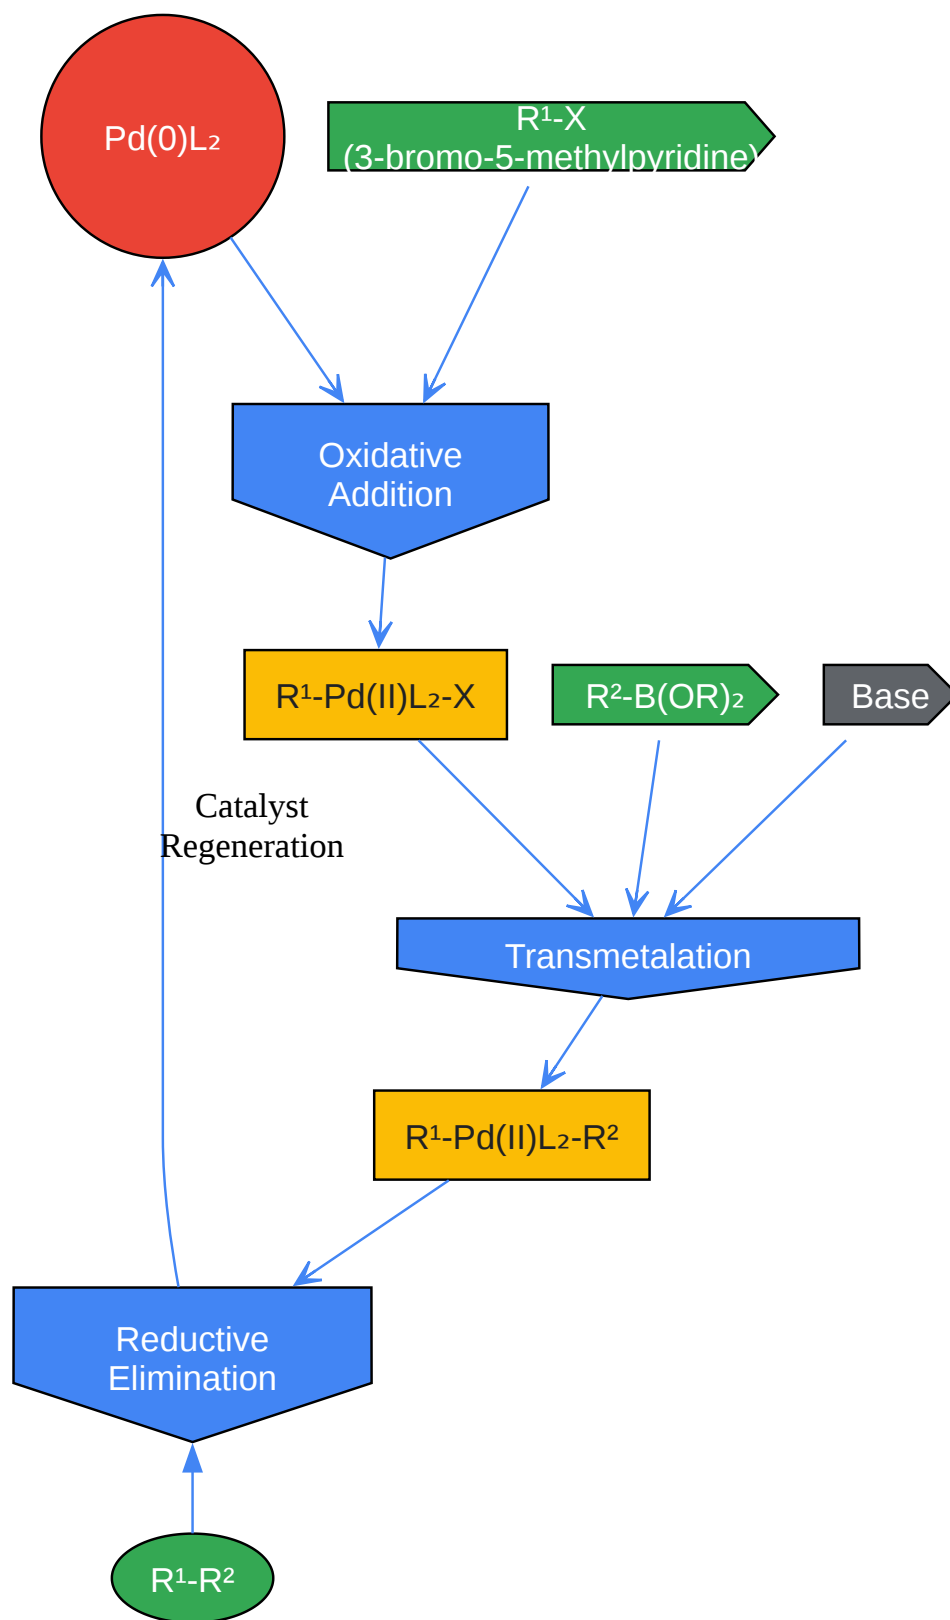 Pd(0)L₂
R¹-X
(3-bromo-5-methylpyridine)
Oxidative
Addition
R¹-Pd(II)L₂-X
R²-B(OR)₂
Base
Catalyst
Regeneration
Transmetalation
R¹-Pd(II)L₂-R²
Reductive
Elimination
R¹-R²